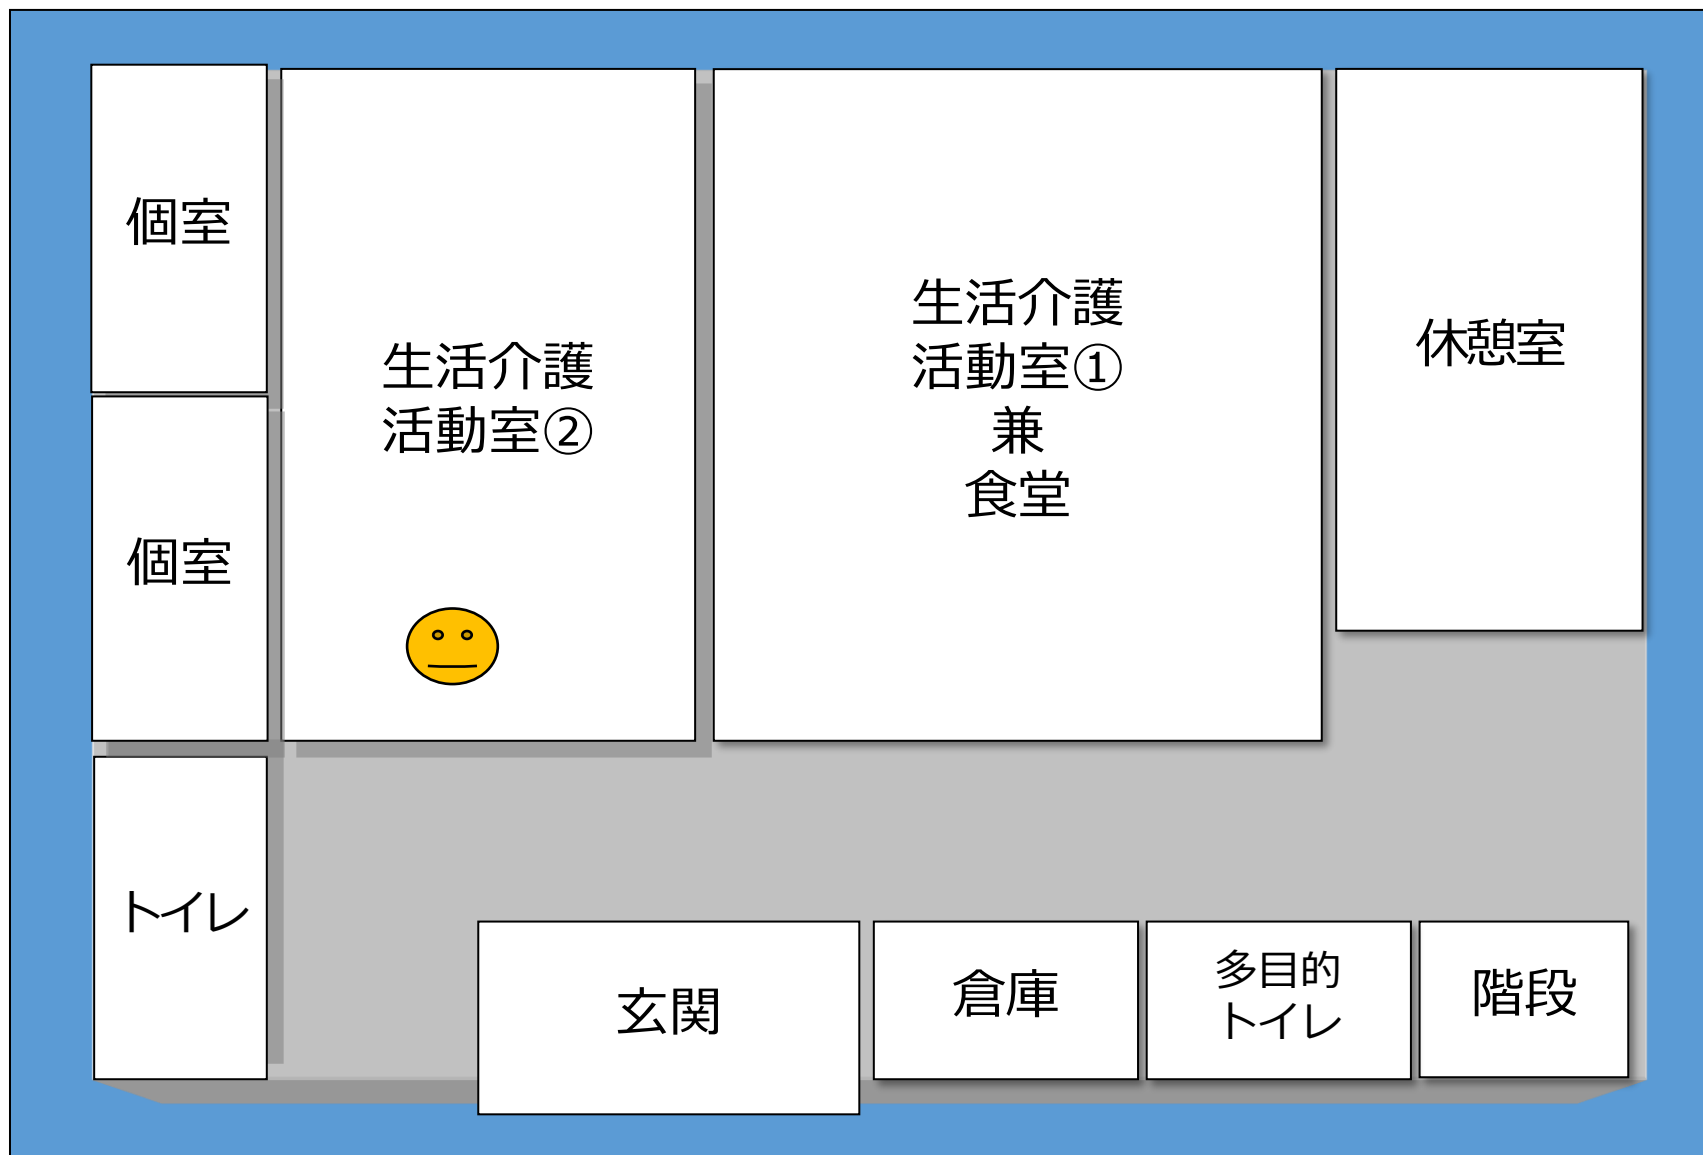 個室
生活介護
活動室②
生活介護
活動室①
兼
食堂
休憩室
個室
トイレ
玄関
倉庫
多目的
トイレ
階段